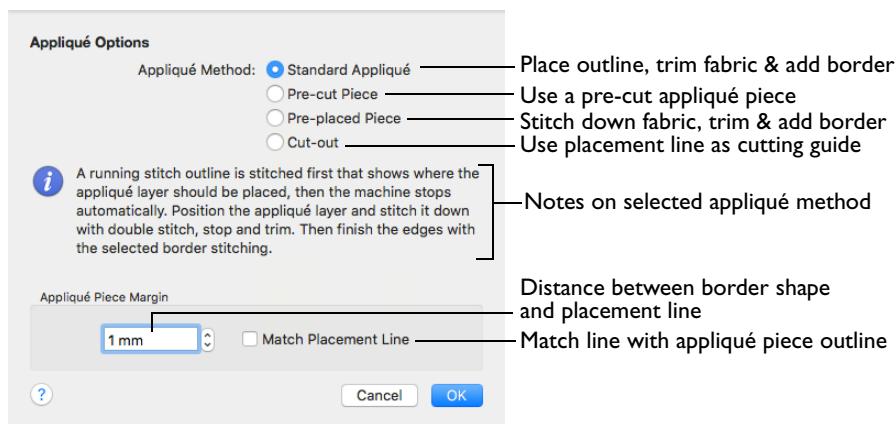 Appliqué Options
Appliqué Method: Standard Appliqué
Place outline, trim fabric & add border
Pre-cut Piece
Use a pre-cut appliqué piece
Pre-placed Piece
Stitch down fabric, trim & add border
Cut-out
Use placement line as cutting guide
i
A running stitch outline is stitched first that shows where the
appliqué layer should be placed, then the machine stops
automatically. Position the appliqué layer and stitch it down
with double stitch, stop and trim. Then finish the edges with
the selected border stitching.
Notes on selected appliqué method
Appliqué Piece Margin
Distance between border shape
and placement line
1 mm
Match Placement Line
Match line with appliqué piece outline
?
Cancel
OK